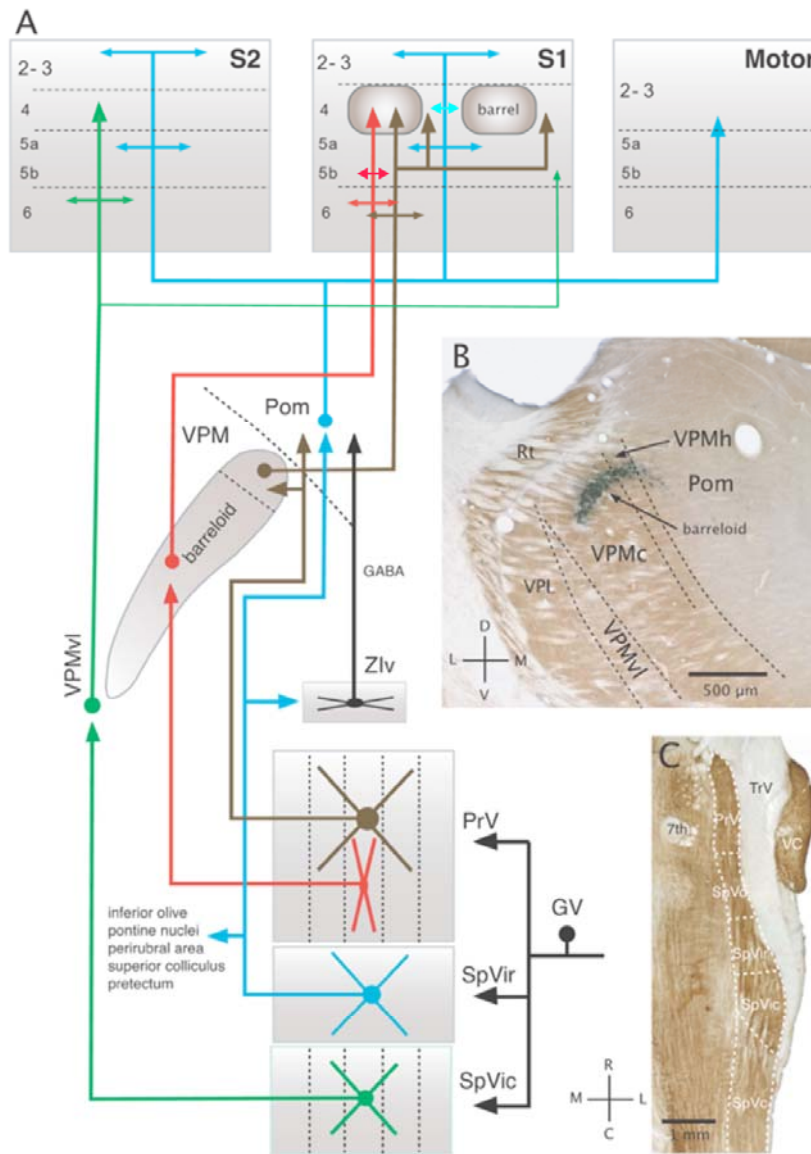 A
S2
2-3
4
5a
5b
6
S1
2-3
4
barrel
5a
5b
6
Motor
2-3
4
5a
5b
6
Pom
VPM
barreloid
GABA
VPMvl
ZIv
B
Rt
VPMh
Pom
barreloid
VPMc
VPL
VPMvl
D
L M
V
500 µm
PrV
GV
SpVir
SpVic
inferior olive
pontine nuclei
perirubral area
superior colliculus
pretectum
R
M L
C
C
TrV
PrV
7th
VC
SpVo
SpVir
SpVic
SpVc
1 mm